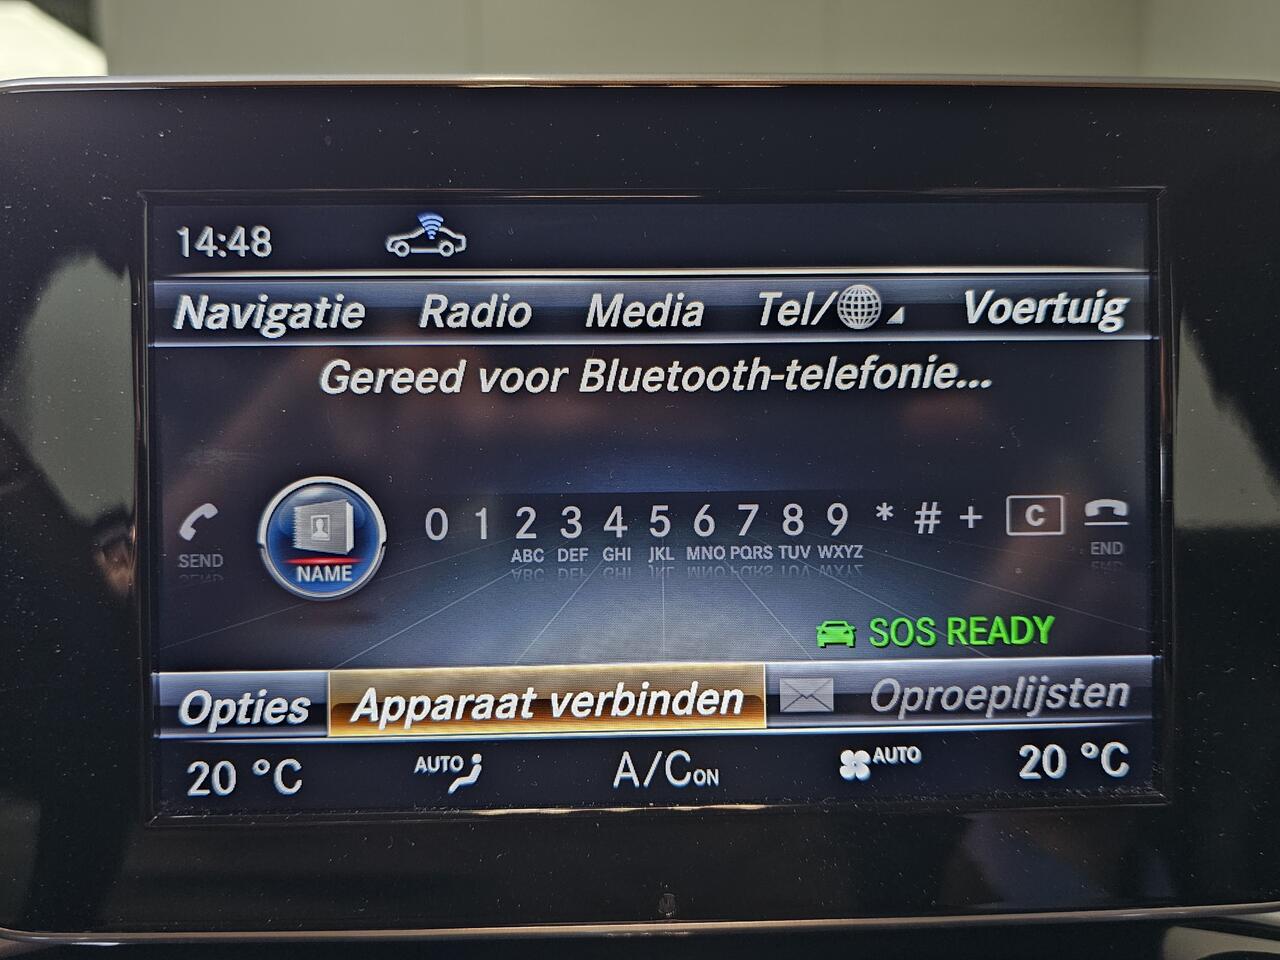 14:48
Navigatie Radio Media Tel/ Voertuig
Gereed voor Bluetooth-telefonie...
0 1 2 3 4 5 6 7 8 9 * # + C
SEND NAME ABC DEF GHI JKL MNO PQRS TUV WXYZ END
SOS READY
Opties Apparaat verbinden Oproeplijsten
20 °C AUTO A/C ON AUTO 20 °C